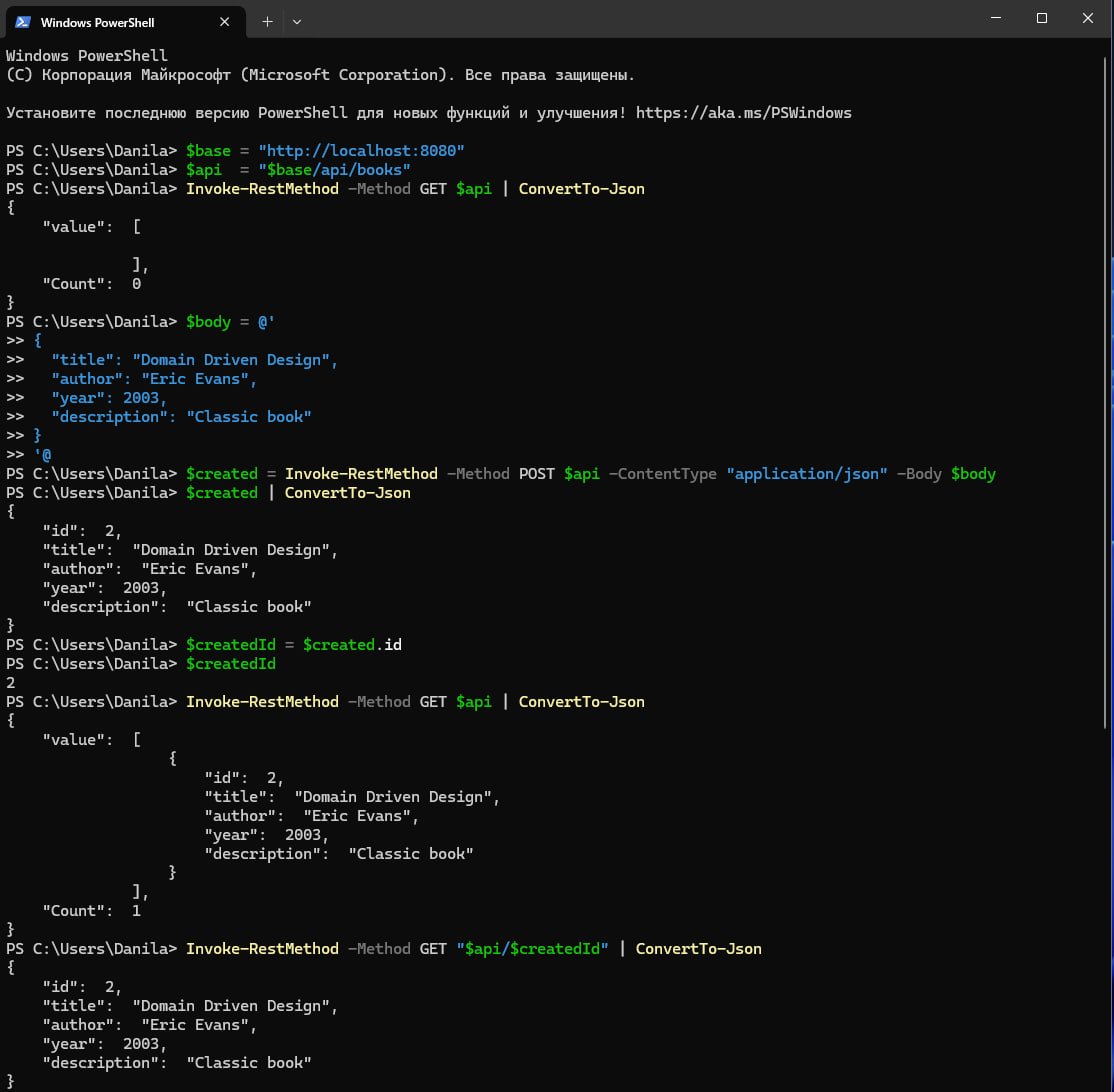 Windows PowerShell
Windows PowerShell
(C) Корпорация Майкрософт (Microsoft Corporation). Все права защищены.
Установите последнюю версию PowerShell для новых функций и улучшения! https://aka.ms/PSWindows
PS C:\Users\Danila> $base = "http://localhost:8080"
PS C:\Users\Danila> $api  = "$base/api/books"
PS C:\Users\Danila> Invoke-RestMethod -Method GET $api | ConvertTo-Json
{
    "value":  [
              ],
    "Count":  0
}
PS C:\Users\Danila> $body = @'
>> {
>>   "title": "Domain Driven Design",
>>   "author": "Eric Evans",
>>   "year": 2003,
>>   "description": "Classic book"
>> }
>> '@
PS C:\Users\Danila> $created = Invoke-RestMethod -Method POST $api -ContentType "application/json" -Body $body
PS C:\Users\Danila> $created | ConvertTo-Json
{
    "id":  2,
    "title":  "Domain Driven Design",
    "author":  "Eric Evans",
    "year":  2003,
    "description":  "Classic book"
}
PS C:\Users\Danila> $createdId = $created.id
PS C:\Users\Danila> $createdId
2
PS C:\Users\Danila> Invoke-RestMethod -Method GET $api | ConvertTo-Json
{
    "value":  [
                  {
                      "id":  2,
                      "title":  "Domain Driven Design",
                      "author":  "Eric Evans",
                      "year":  2003,
                      "description":  "Classic book"
                  }
              ],
    "Count":  1
}
PS C:\Users\Danila> Invoke-RestMethod -Method GET "$api/$createdId" | ConvertTo-Json
{
    "id":  2,
    "title":  "Domain Driven Design",
    "author":  "Eric Evans",
    "year":  2003,
    "description":  "Classic book"
}